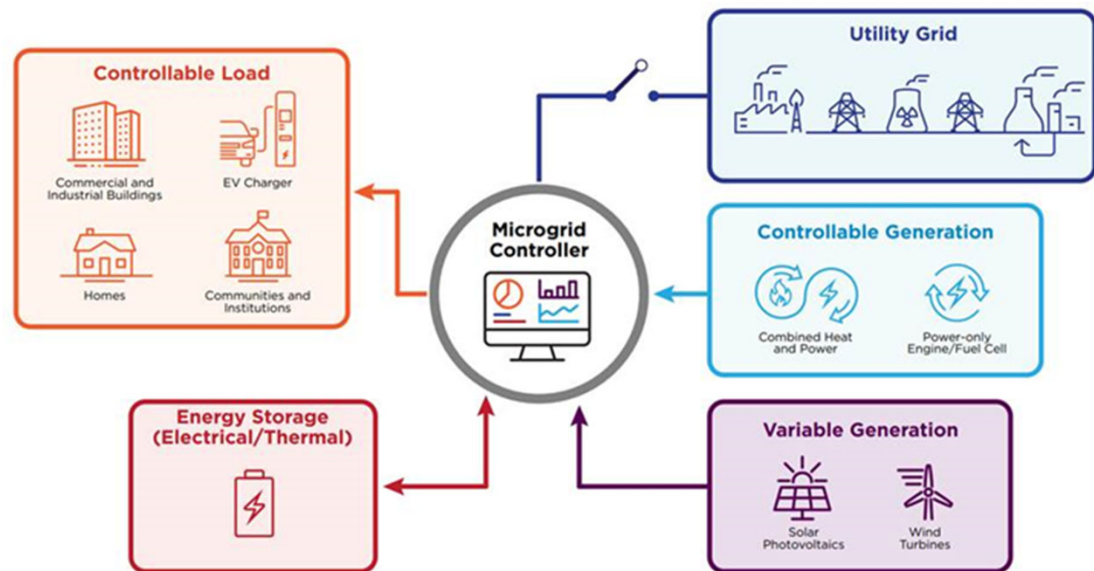 Controllable Load
Commercial and
Industrial Buildings
EV Charger
Homes
Communities and
Institutions
Utility Grid
Microgrid
Controller
Controllable Generation
Combined Heat
and Power
Power-only
Engine/Fuel Cell
Energy Storage
(Electrical/Thermal)
Variable Generation
Solar
Photovoltaics
Wind
Turbines